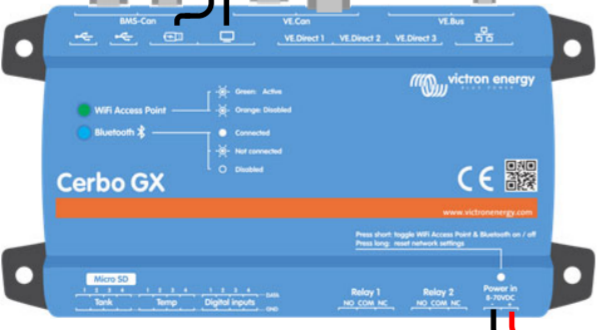 BMS-Can VE.Can VE.Bus
VE.Direct 1 VE.Direct 2 VE.Direct 3
victron energy
BLUE POWER
WiFi Access Point
Green: Active
Orange: Disabled
Bluetooth
Connected
Not connected
Disabled
Cerbo GX
CE
www.victronenergy.com
Press short: toggle WiFi Access Point & Bluetooth on / off
Press long: reset network settings
Micro SD
1 2 3 4 1 2 3 4 1 2 3 4 DATA
Tank Temp Digital inputs GND
Relay 1 Relay 2 Power in
NO COM NC NO COM NC 8-70VDC
- +